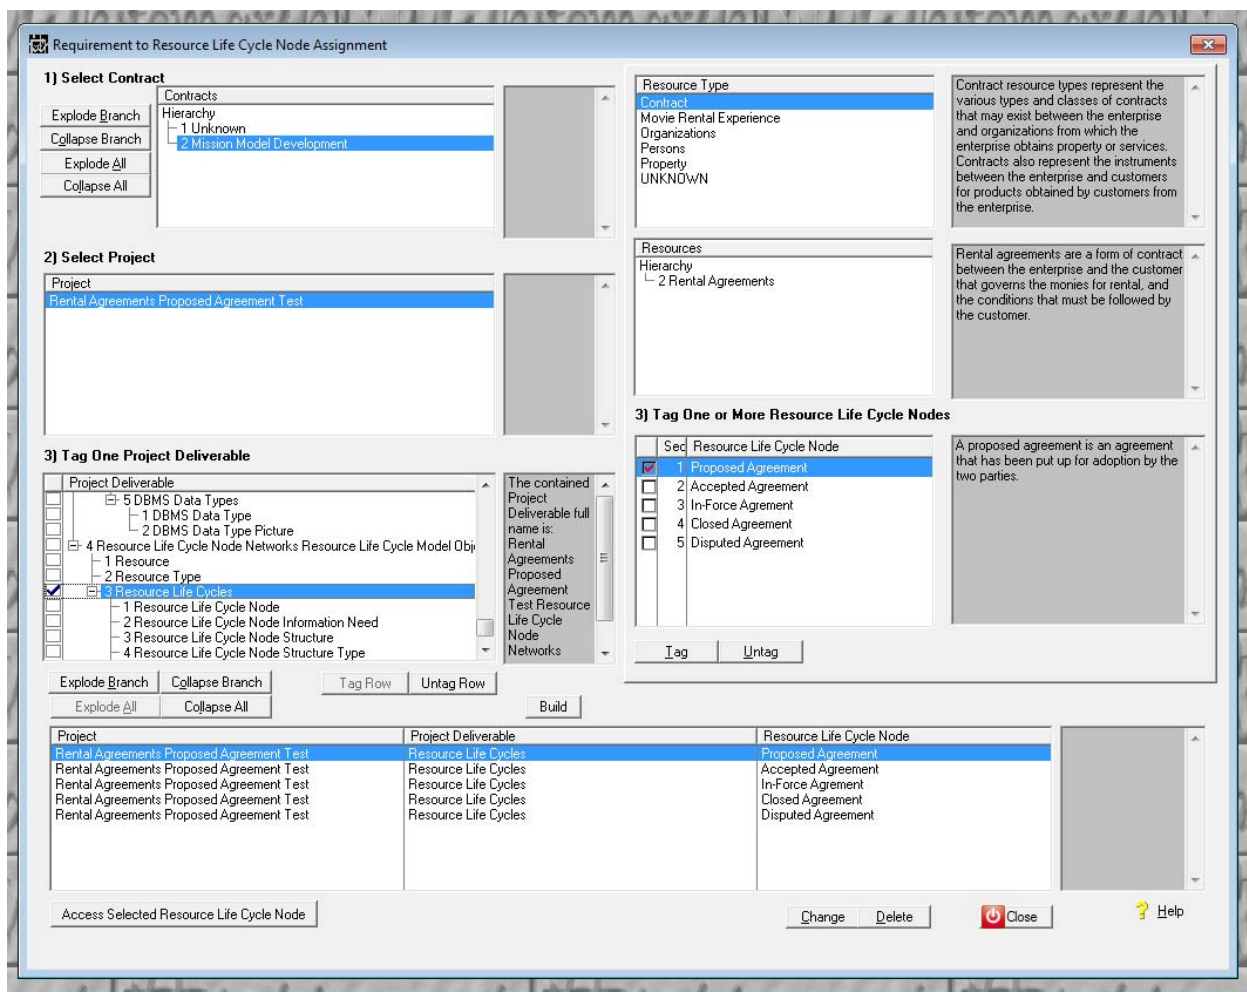 Requirement to Resource Life Cycle Node Assignment
1) Select Contract
Explode Branch
Collapse Branch
Explode All
Collapse All
Contracts
Hierarchy
1 Unknown
2 Mission Model Development
2) Select Project
Project
Rental Agreements Proposed Agreement Test
3) Tag One Project Deliverable
Project Deliverable
5 DBMS Data Types
1 DBMS Data Type
2 DBMS Data Type Picture
4 Resource Life Cycle Node Networks Resource Life Cycle Model Obj
1 Resource
2 Resource Type
3 Resource Life Cycles
1 Resource Life Cycle Node
2 Resource Life Cycle Node Information Need
3 Resource Life Cycle Node Structure
4 Resource Life Cycle Node Structure Type
The contained
Project
Deliverable full
name is:
Rental
Agreements
Proposed
Agreement
Test Resource
Life Cycle
Node
Networks
Explode Branch
Collapse Branch
Tag Row
Untag Row
Explode All
Collapse All
Build
Resource Type
Contract
Movie Rental Experience
Organizations
Persons
Property
UNKNOWN
Contract resource types represent the
various types and classes of contracts
that may exist between the enterprise
and organizations from which the
enterprise obtains property or services.
Contracts also represent the instruments
between the enterprise and customers
for products obtained by customers from
the enterprise.
Resources
Hierarchy
2 Rental Agreements
Rental agreements are a form of contract
between the enterprise and the customer
that governs the monies for rental, and
the conditions that must be followed by
the customer.
3) Tag One or More Resource Life Cycle Nodes
Sec Resource Life Cycle Node
1 Proposed Agreement
2 Accepted Agreement
3 In-Force Agrement
4 Closed Agreement
5 Disputed Agreement
A proposed agreement is an agreement
that has been put up for adoption by the
two parties.
Tag
Untag
Project Project Deliverable Resource Life Cycle Node
Rental Agreements Proposed Agreement Test Resource Life Cycles Proposed Agreement
Rental Agreements Proposed Agreement Test Resource Life Cycles Accepted Agreement
Rental Agreements Proposed Agreement Test Resource Life Cycles In-Force Agrement
Rental Agreements Proposed Agreement Test Resource Life Cycles Closed Agreement
Rental Agreements Proposed Agreement Test Resource Life Cycles Disputed Agreement
Access Selected Resource Life Cycle Node
Change
Delete
Close
Help